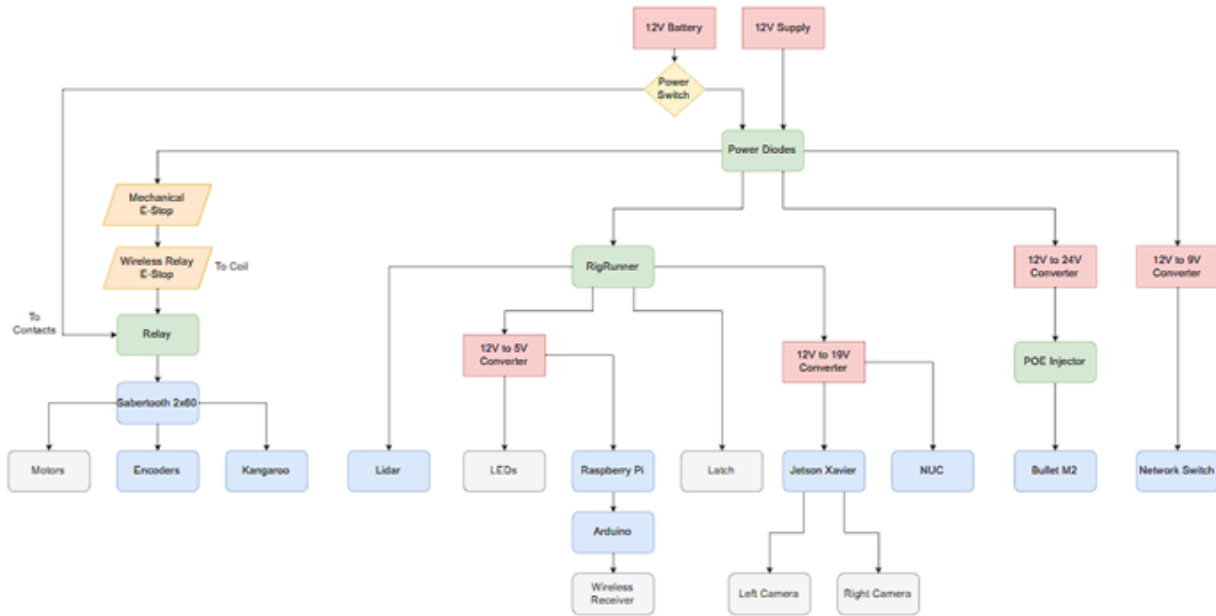 12V Battery
12V Supply
Power
Switch
Power Diodes
Mechanical
E-Stop
Wireless Relay
E-Stop
To Coil
RigRunner
12V to 24V
Converter
12V to 9V
Converter
To
Contacts
Relay
12V to 5V
Converter
12V to 19V
Converter
POE Injector
Sabertooth 2x60
Motors
Encoders
Kangaroo
Lidar
LEDs
Raspberry Pi
Latch
Jetson Xavier
NUC
Bullet M2
Network Switch
Arduino
Wireless
Receiver
Left Camera
Right Camera